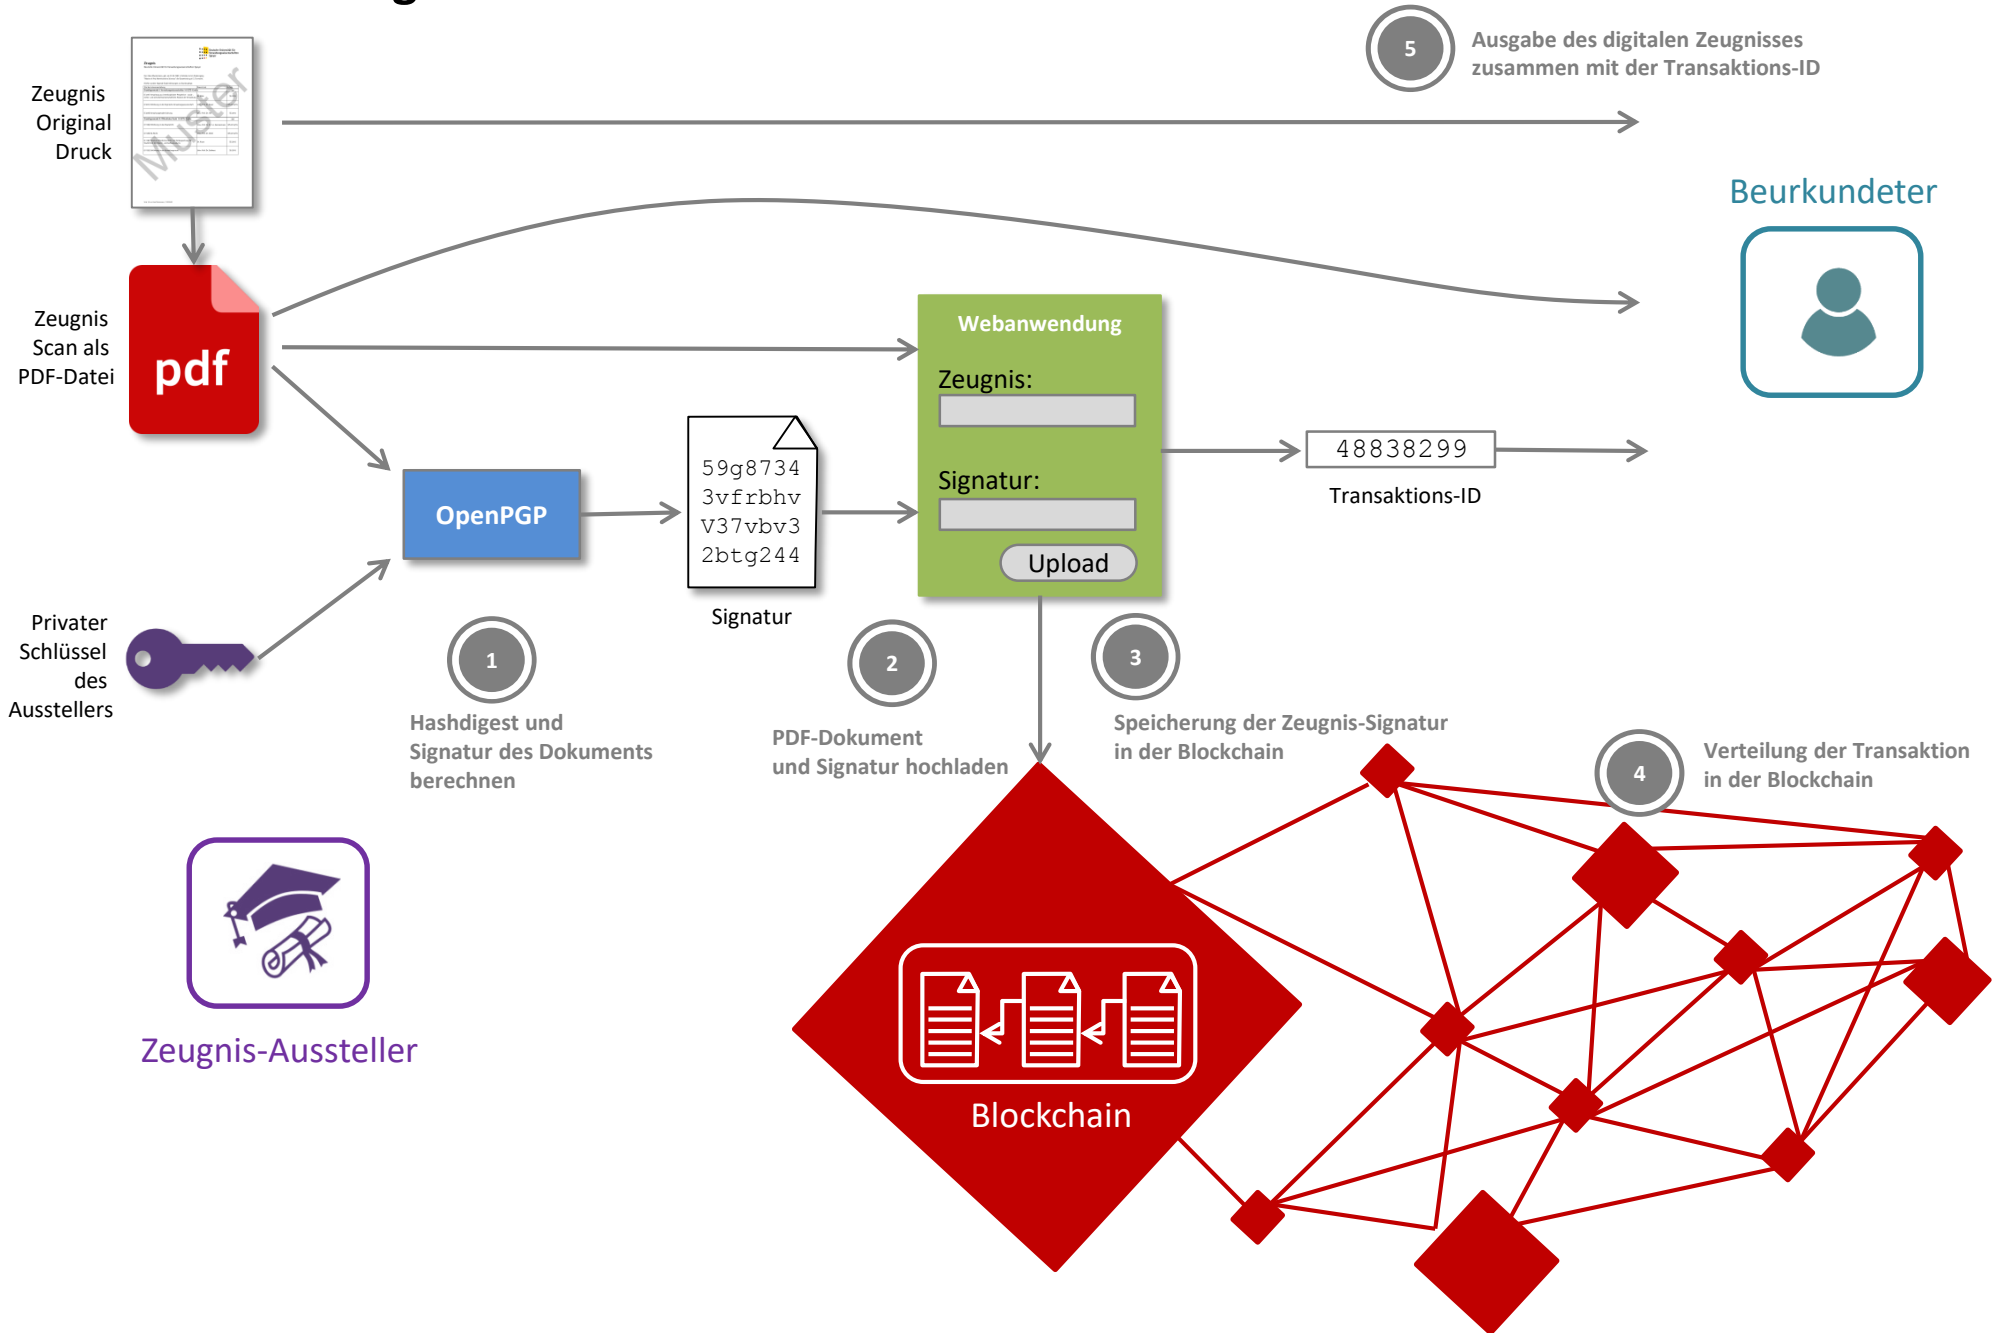 5
Ausgabe des digitalen Zeugnisses
zusammen mit der Transaktions-ID
Zeugnis
Original
Druck
Muster
Beurkundeter
Zeugnis
Scan als
PDF-Datei
pdf
Webanwendung
Zeugnis:
Signatur:
Upload
59g8734
3vfrbhv
V37vbv3
2btg244
Signatur
OpenPGP
48838299
Transaktions-ID
Privater
Schlüssel
des
Ausstellers
1
Hashdigest und
Signatur des Dokuments
berechnen
2
PDF-Dokument
und Signatur hochladen
3
Speicherung der Zeugnis-Signatur
in der Blockchain
4
Verteilung der Transaktion
in der Blockchain
Zeugnis-Aussteller
Blockchain